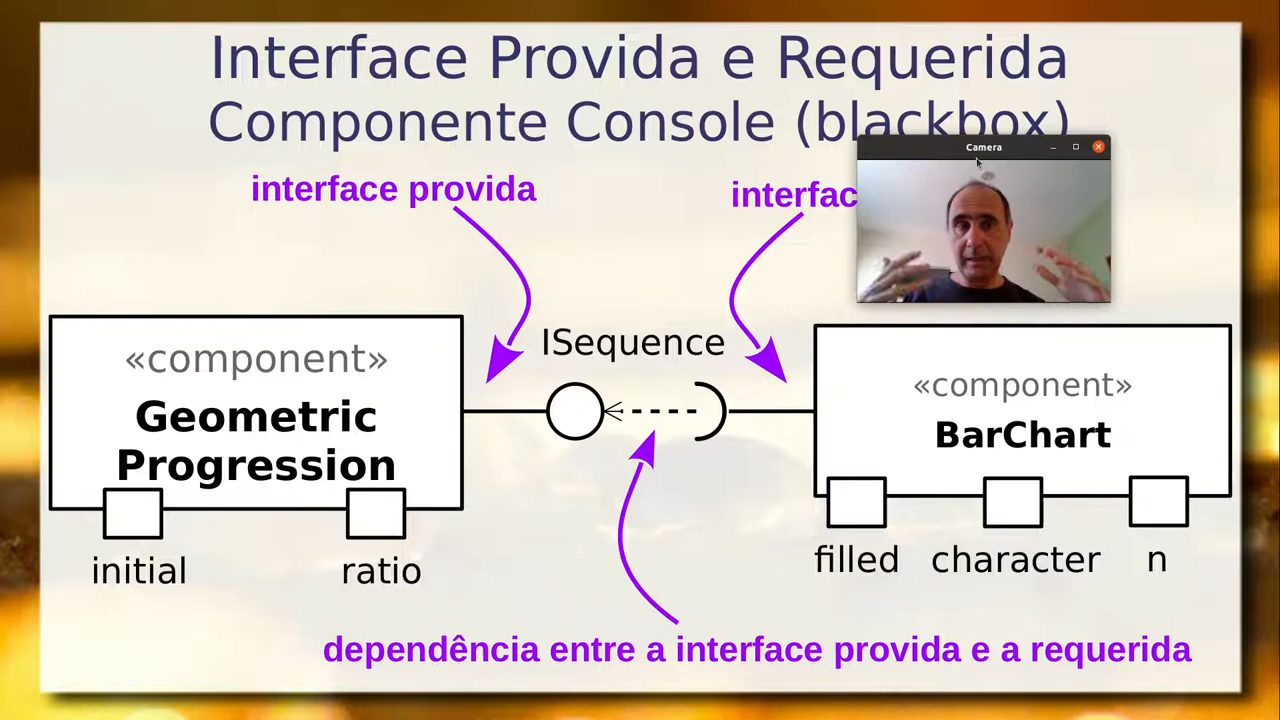 Interface Provida e Requerida
Componente Console (blackbox)
Camera
interface provida
interfac
ISequence
«component»
Geometric
Progression
«component»
BarChart
initial
ratio
filled
character
n
dependência entre a interface provida e a requerida